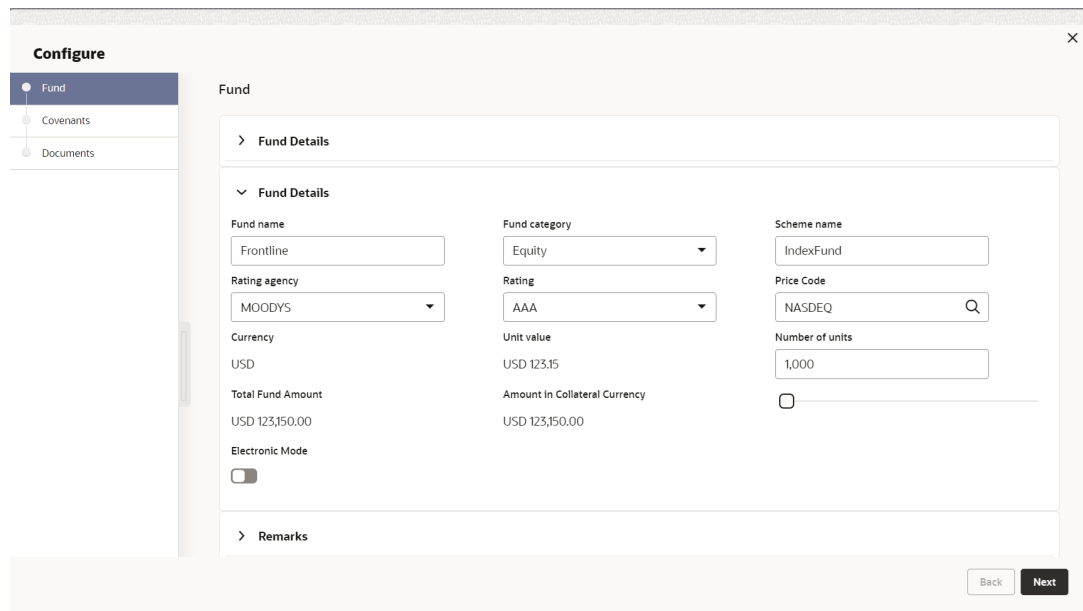 Configure
Fund
Covenants
Documents
Fund
Fund Details
Fund Details
Fund name Fund category Scheme name
Frontline Equity IndexFund
Rating agency Rating Price Code
MOODYS AAA NASDEQ
Currency Unit value Number of units
USD USD 123.15 1,000
Total Fund Amount Amount in Collateral Currency
USD 123,150.00 USD 123,150.00
Electronic Mode
Remarks
Back Next